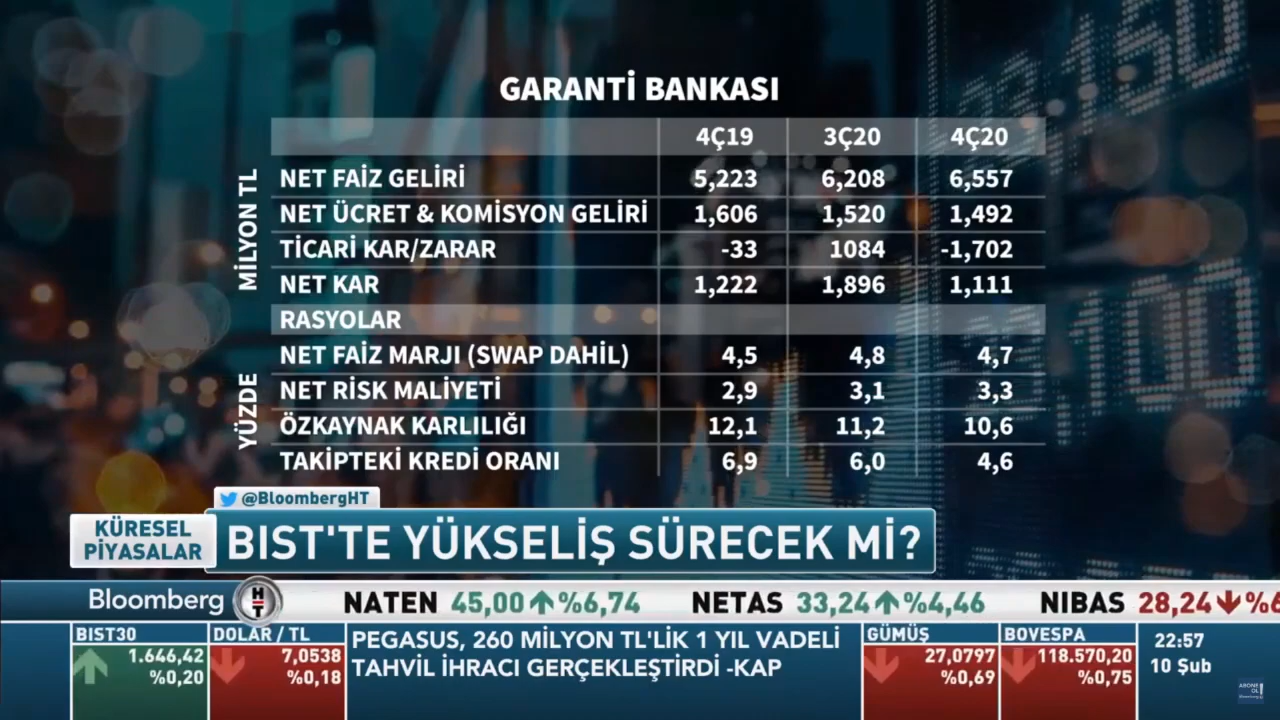 GARANTİ BANKASI
4Ç19 3Ç20 4Ç20
MİLYON TL
NET FAİZ GELİRİ 5,223 6,208 6,557
NET ÜCRET & KOMİSYON GELİRİ 1,606 1,520 1,492
TİCARİ KAR/ZARAR -33 1084 -1,702
NET KAR 1,222 1,896 1,111
RASYOLAR
YÜZDE
NET FAİZ MARJI (SWAP DAHİL) 4,5 4,8 4,7
NET RİSK MALİYETİ 2,9 3,1 3,3
ÖZKAYNAK KARLILIĞI 12,1 11,2 10,6
TAKİPTEKİ KREDİ ORANI 6,9 6,0 4,6
@BloombergHT
KÜRESEL
PİYASALAR
BIST'TE YÜKSELİŞ SÜRECEK Mİ?
Bloomberg HT NATEN 45,00 %6,74 NETAS 33,24 %4,46 NIBAS 28,24
BIST30
1.646,42
%0,20
DOLAR / TL
7,0538
%0,18
PEGASUS, 260 MİLYON TL'LİK 1 YIL VADELİ
TAHVİL İHRACI GERÇEKLEŞTİRDİ -KAP
GÜMÜŞ
27,0797
%0,69
BOVESPA
118.570,20
%0,75
22:57
10 Şub
ABONE
OL